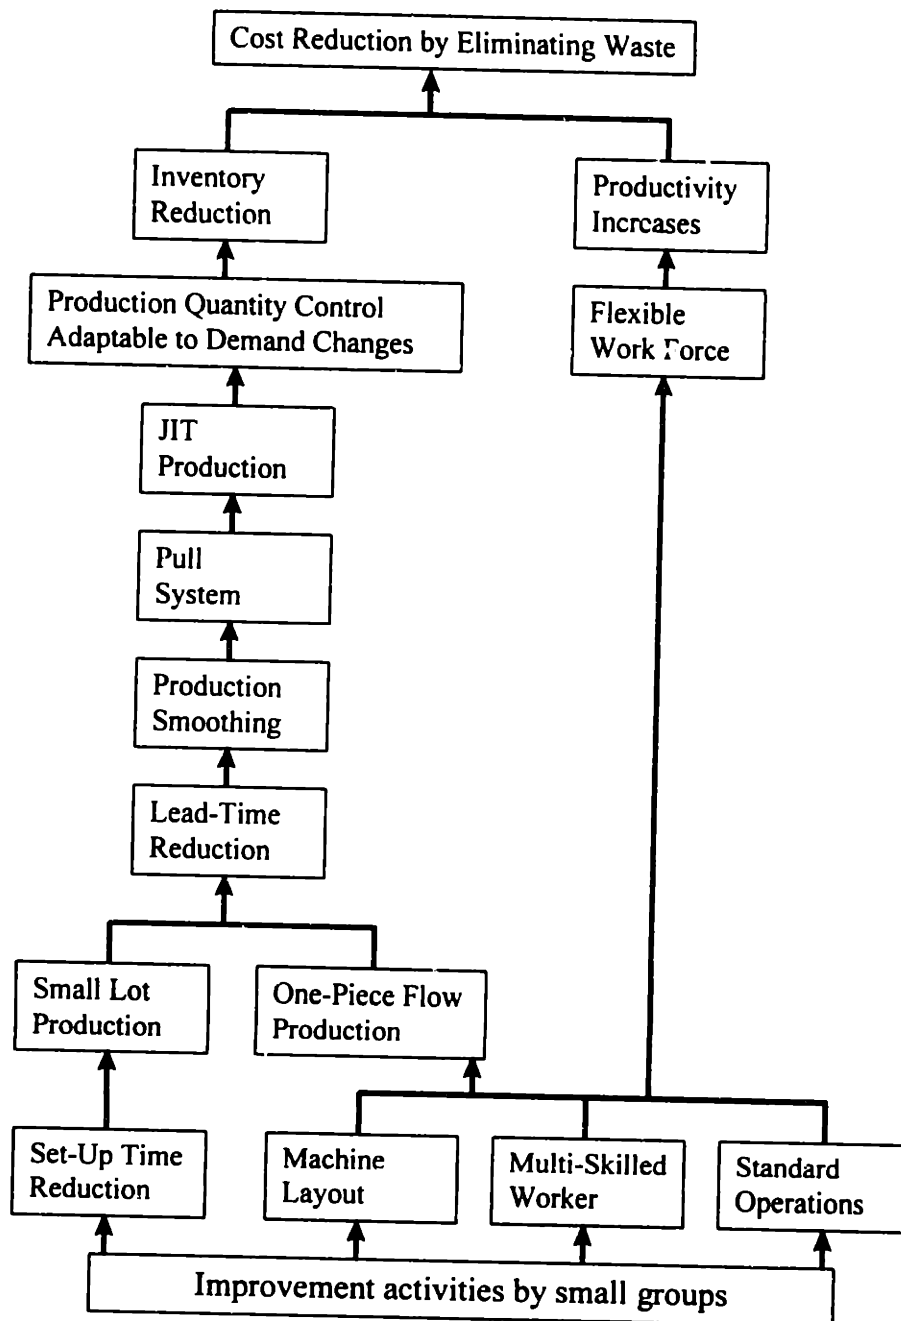 Cost Reduction by Eliminating Waste
Inventory
Reduction
Productivity
Increases
Production Quantity Control
Adaptable to Demand Changes
Flexible
Work Force
JIT
Production
Pull
System
Production
Smoothing
Lead-Time
Reduction
Small Lot
Production
One-Piece Flow
Production
Set-Up Time
Reduction
Machine
Layout
Multi-Skilled
Worker
Standard
Operations
Improvement activities by small groups